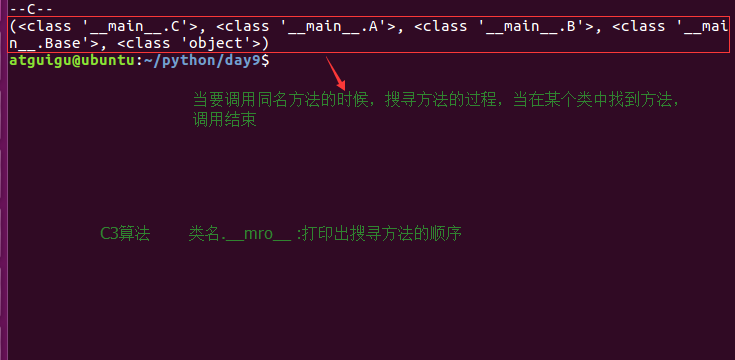 --C--
(<class '__main__.C'>, <class '__main__.A'>, <class '__main__.B'>, <class '__mai
n__.Base'>, <class 'object'>)
atguigu@ubuntu:~/python/day9$
当要调用同名方法的时候，搜寻方法的过程，当在某个类中找到方法，
调用结束
C3算法 类名.__mro__ :打印出搜寻方法的顺序